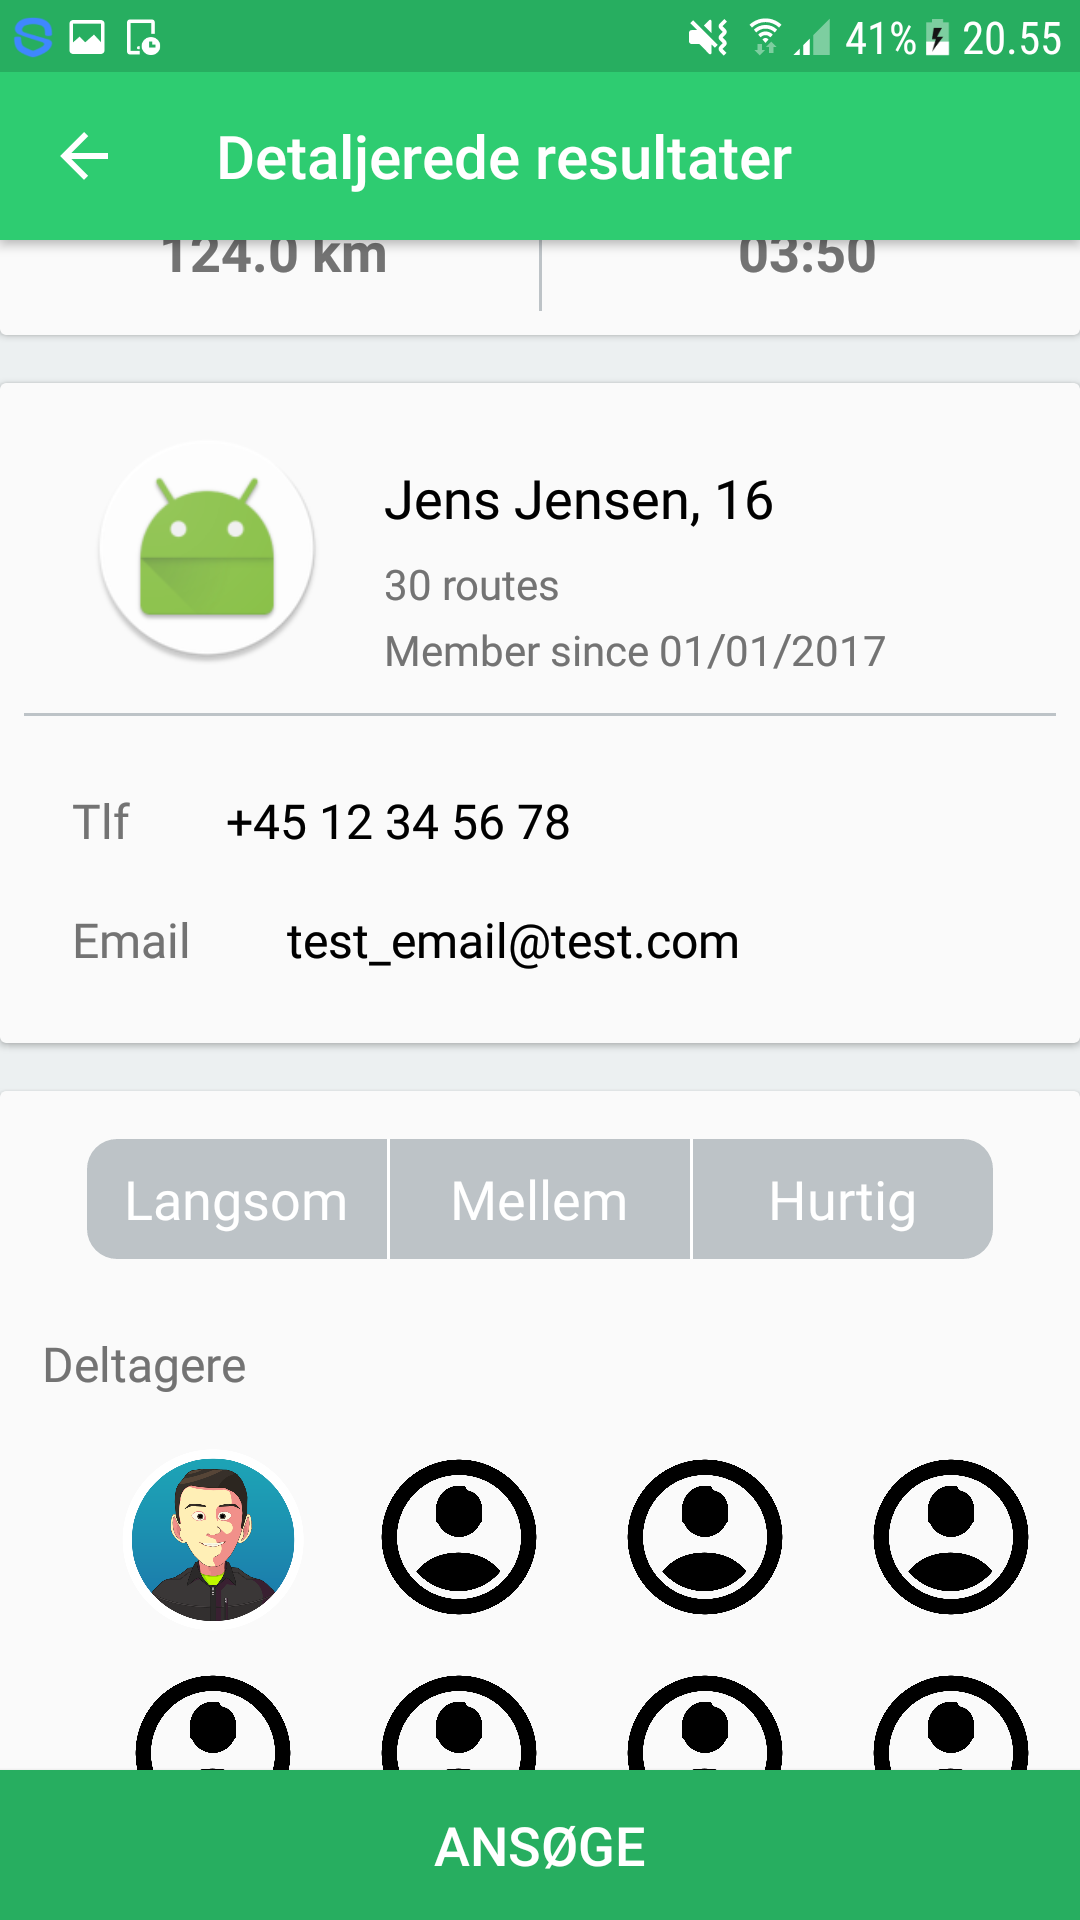 41% 20.55
Detaljerede resultater
124.0 km 03:50
Jens Jensen, 16
30 routes
Member since 01/01/2017
Tlf +45 12 34 56 78
Email test_email@test.com
Langsom Mellem Hurtig
Deltagere
ANSØGE